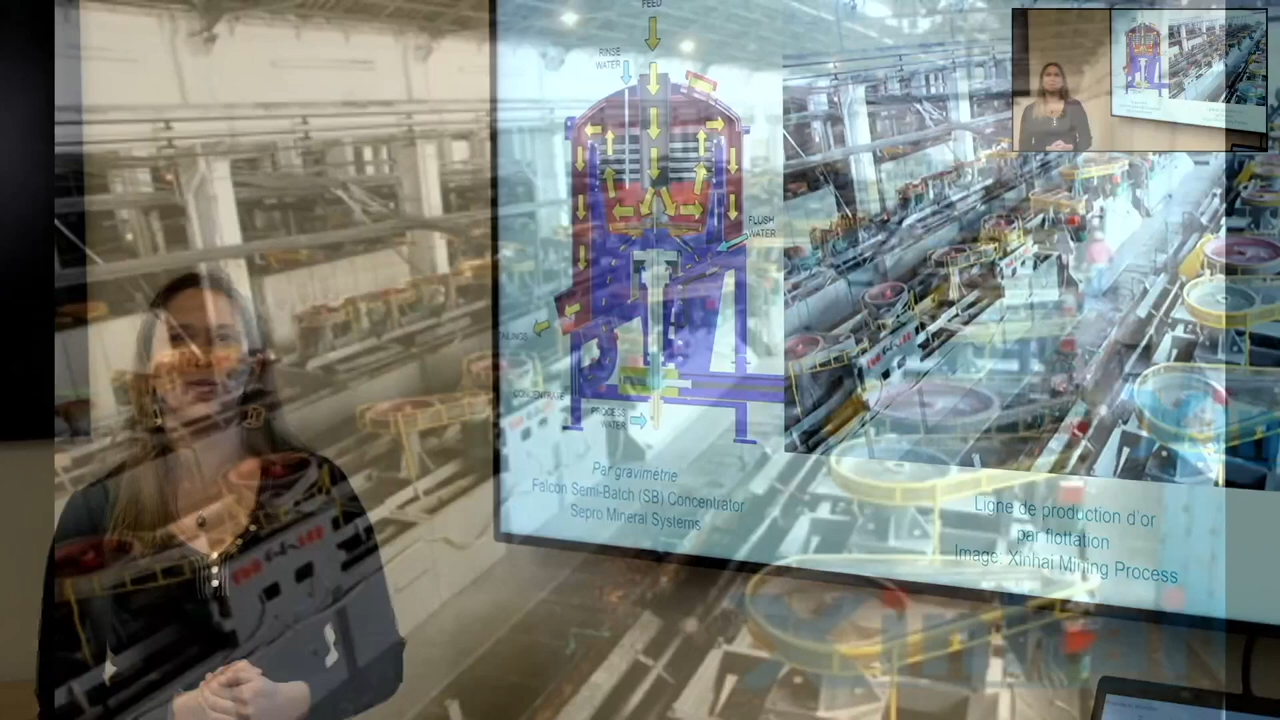 FEED
RINSE
WATER
FLUSH
WATER
CONCENTRATE
PROCESS
WATER
Par gravimétrie
Falcon Semi-Batch (SB) Concentrator
Sepro Mineral Systems
Ligne de production d'or
par flottation
Image: Xinhai Mining Process